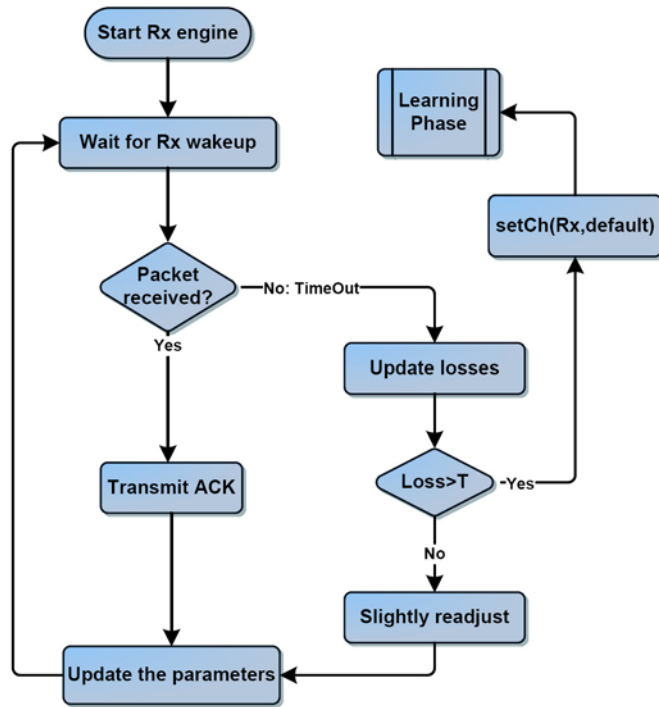 Start Rx engine
Learning
Phase
Wait for Rx wakeup
setCh(Rx,default)
Packet
received?
No: TimeOut
Yes
Update losses
Transmit ACK
Loss>T
Yes
No
Slightly readjust
Update the parameters